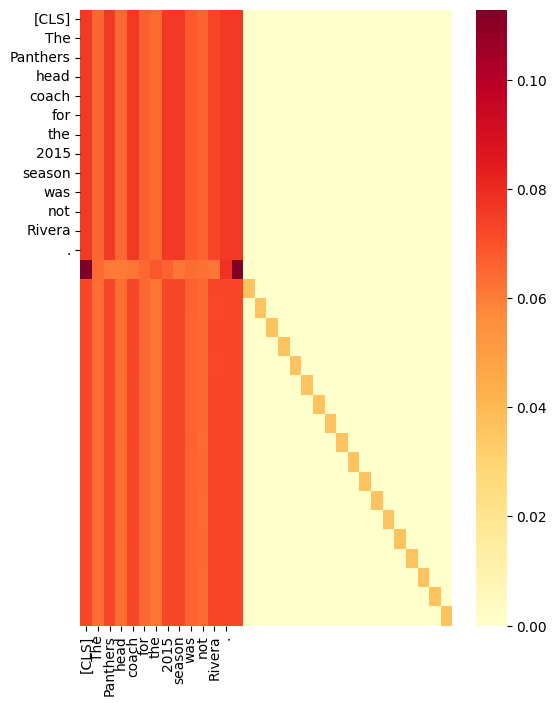 [CLS]
The
Panthers
head
coach
for
the
2015
season
was
not
Rivera
.
[CLS]
The
Panthers
head
coach
for
the
2015
season
was
not
Rivera
.
0.10
0.08
0.06
0.04
0.02
0.00